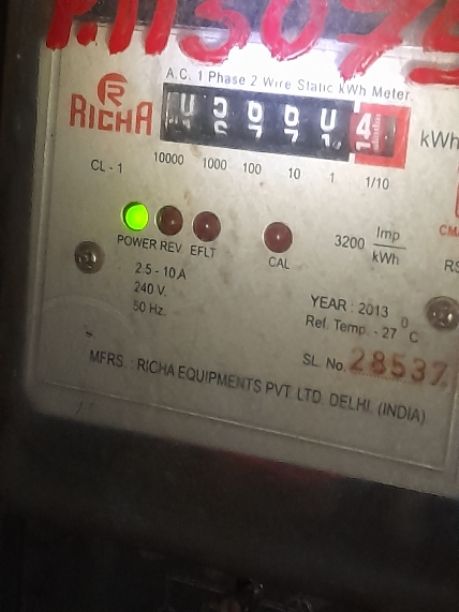 A.C. 1 Phase 2 Wire Static kWh Meter.
RICHA
kWh
CL - 1
10000 1000 100 10 1 1/10
POWER REV EFLT CAL
3200 Imp/kWh
2.5 - 10 A
240 V.
50 Hz.
YEAR : 2013
Ref. Temp. - 27 °C
SL. No. 28537
MFRS. : RICHA EQUIPMENTS PVT. LTD. DELHI. (INDIA)